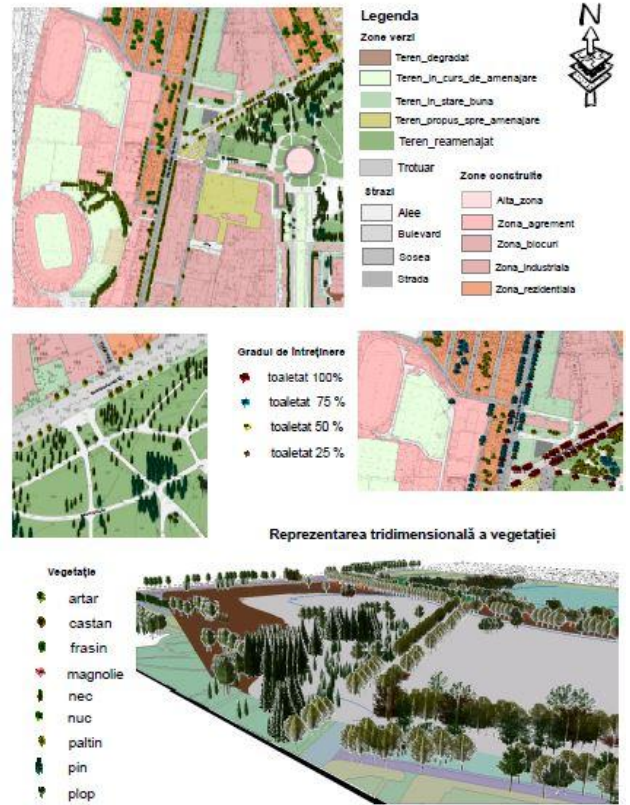 Legenda
N
Zone verzi
Teren_degradat
Teren_in_curs_de_amenajare
Teren_in_stare_buna
Teren_propus_spre_amenajare
Teren_reamenajat
Trotuar
Strazi
Alee
Bulevard
Sosea
Strada
Zone construite
Alta_zona
Zona_agrement
Zona_blocuri
Zona_industriala
Zona_rezidentiala
Gradul de întreținere
toaletat 100%
toaletat 75 %
toaletat 50 %
toaletat 25 %
Reprezentarea tridimensională a vegetației
Vegetație
artar
castan
frasin
magnolie
nec
nuc
paltin
pin
plop